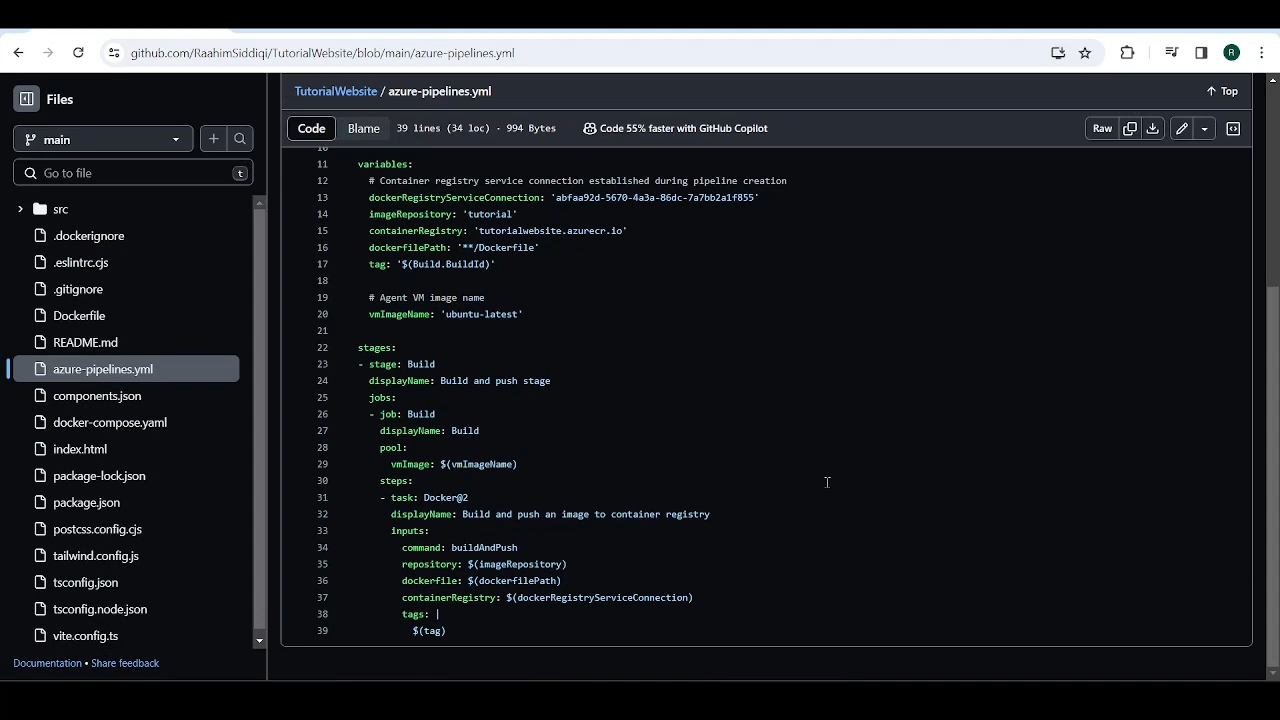 github.com/RaahimSiddiqi/TutorialWebsite/blob/main/azure-pipelines.yml
R
Files
main
Go to file
t
src
.dockerignore
.eslintrc.cjs
.gitignore
Dockerfile
README.md
azure-pipelines.yml
components.json
docker-compose.yaml
index.html
package-lock.json
package.json
postcss.config.cjs
tailwind.config.js
tsconfig.json
tsconfig.node.json
vite.config.ts
Documentation • Share feedback
TutorialWebsite / azure-pipelines.yml
Top
Code Blame 39 lines (34 loc) · 994 Bytes Code 55% faster with GitHub Copilot
Raw
10
11 variables:
12 # Container registry service connection established during pipeline creation
13 dockerRegistryServiceConnection: 'abfaa92d-5670-4a3a-86dc-7a7bb2a1f855'
14 imageRepository: 'tutorial'
15 containerRegistry: 'tutorialwebsite.azurecr.io'
16 dockerfilePath: '**/Dockerfile'
17 tag: '$(Build.BuildId)'
18
19 # Agent VM image name
20 vmImageName: 'ubuntu-latest'
21
22 stages:
23 - stage: Build
24 displayName: Build and push stage
25 jobs:
26 - job: Build
27 displayName: Build
28 pool:
29 vmImage: $(vmImageName)
30 steps:
31 - task: Docker@2
32 displayName: Build and push an image to container registry
33 inputs:
34 command: buildAndPush
35 repository: $(imageRepository)
36 dockerfile: $(dockerfilePath)
37 containerRegistry: $(dockerRegistryServiceConnection)
38 tags: |
39 $(tag)